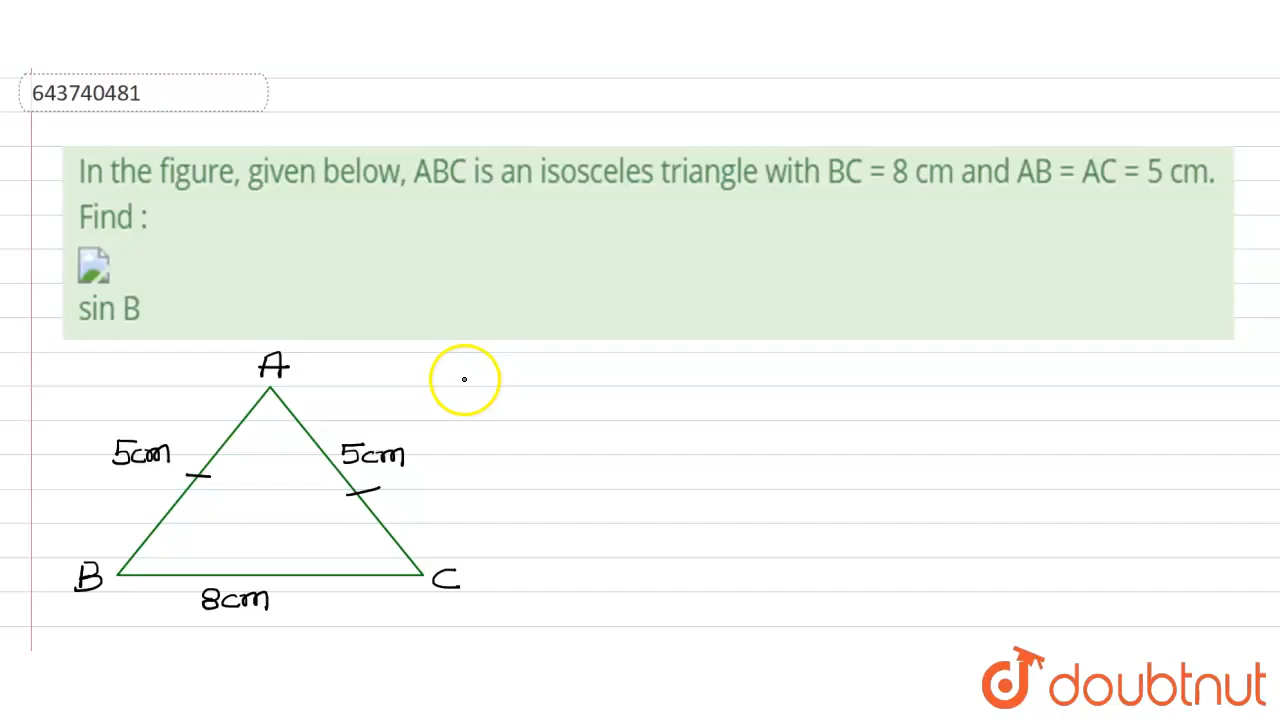 643740481
In the figure, given below, ABC is an isosceles triangle with BC = 8 cm and AB = AC = 5 cm.
Find :
sin B
A
5cm
5cm
B
C
8cm
doubtnut